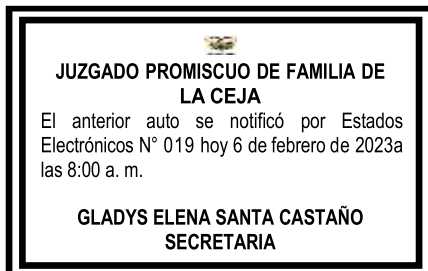 JUZGADO PROMISCUO DE FAMILIA DE
LA CEJA
El anterior auto se notificó por Estados
Electrónicos N° 019 hoy 6 de febrero de 2023a
las 8:00 a. m.
GLADYS ELENA SANTA CASTAÑO
SECRETARIA